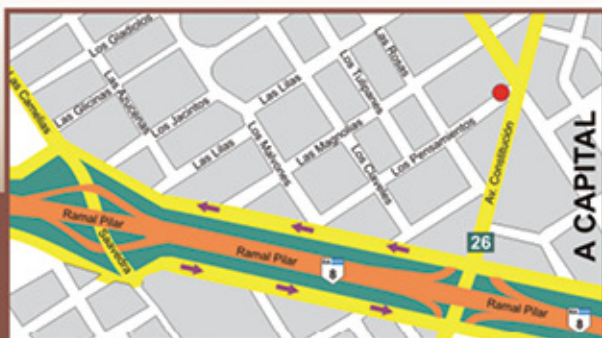 Los Gladiolos
Las Camelias
Las Azucenas
Las Glicinas
Los Jacintos
Las Lilas
Las Lilas
Los Malvones
Los Tulipanes
Las Rosas
Las Magnolias
Los Claveles
Los Pensamientos
Av. Constitución
A CAPITAL
26
Ramal Pilar
Saavedra
Ramal Pilar
8
Ramal Pilar
8